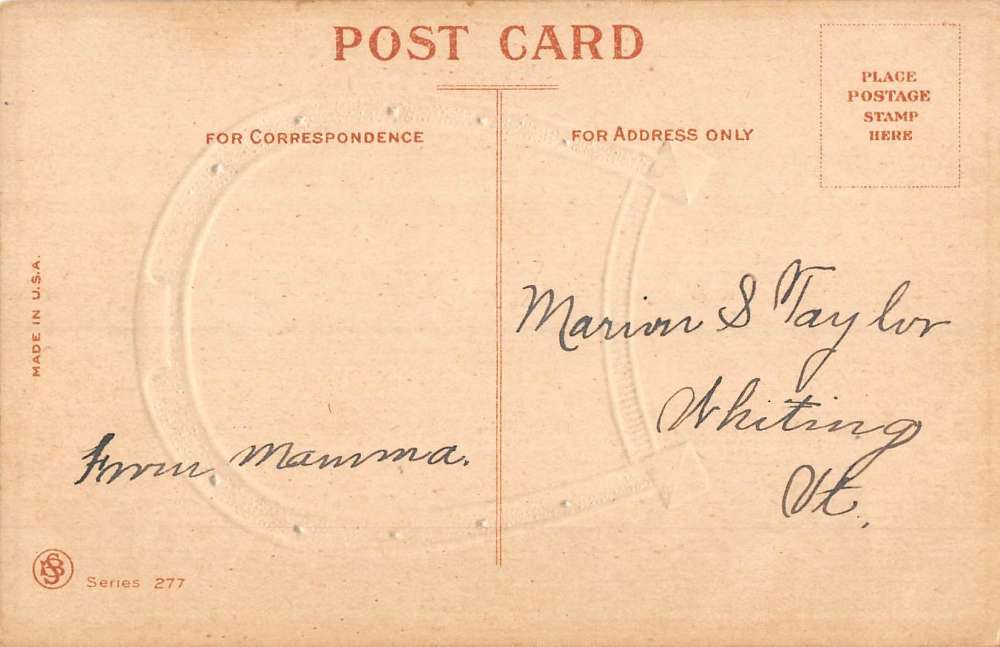 POST CARD
FOR CORRESPONDENCE
FOR ADDRESS ONLY
PLACE
POSTAGE
STAMP
HERE
MADE IN U.S.A.
Marion S Taylor
Whiting
Vt.
From Mamma.
SB
Series 277